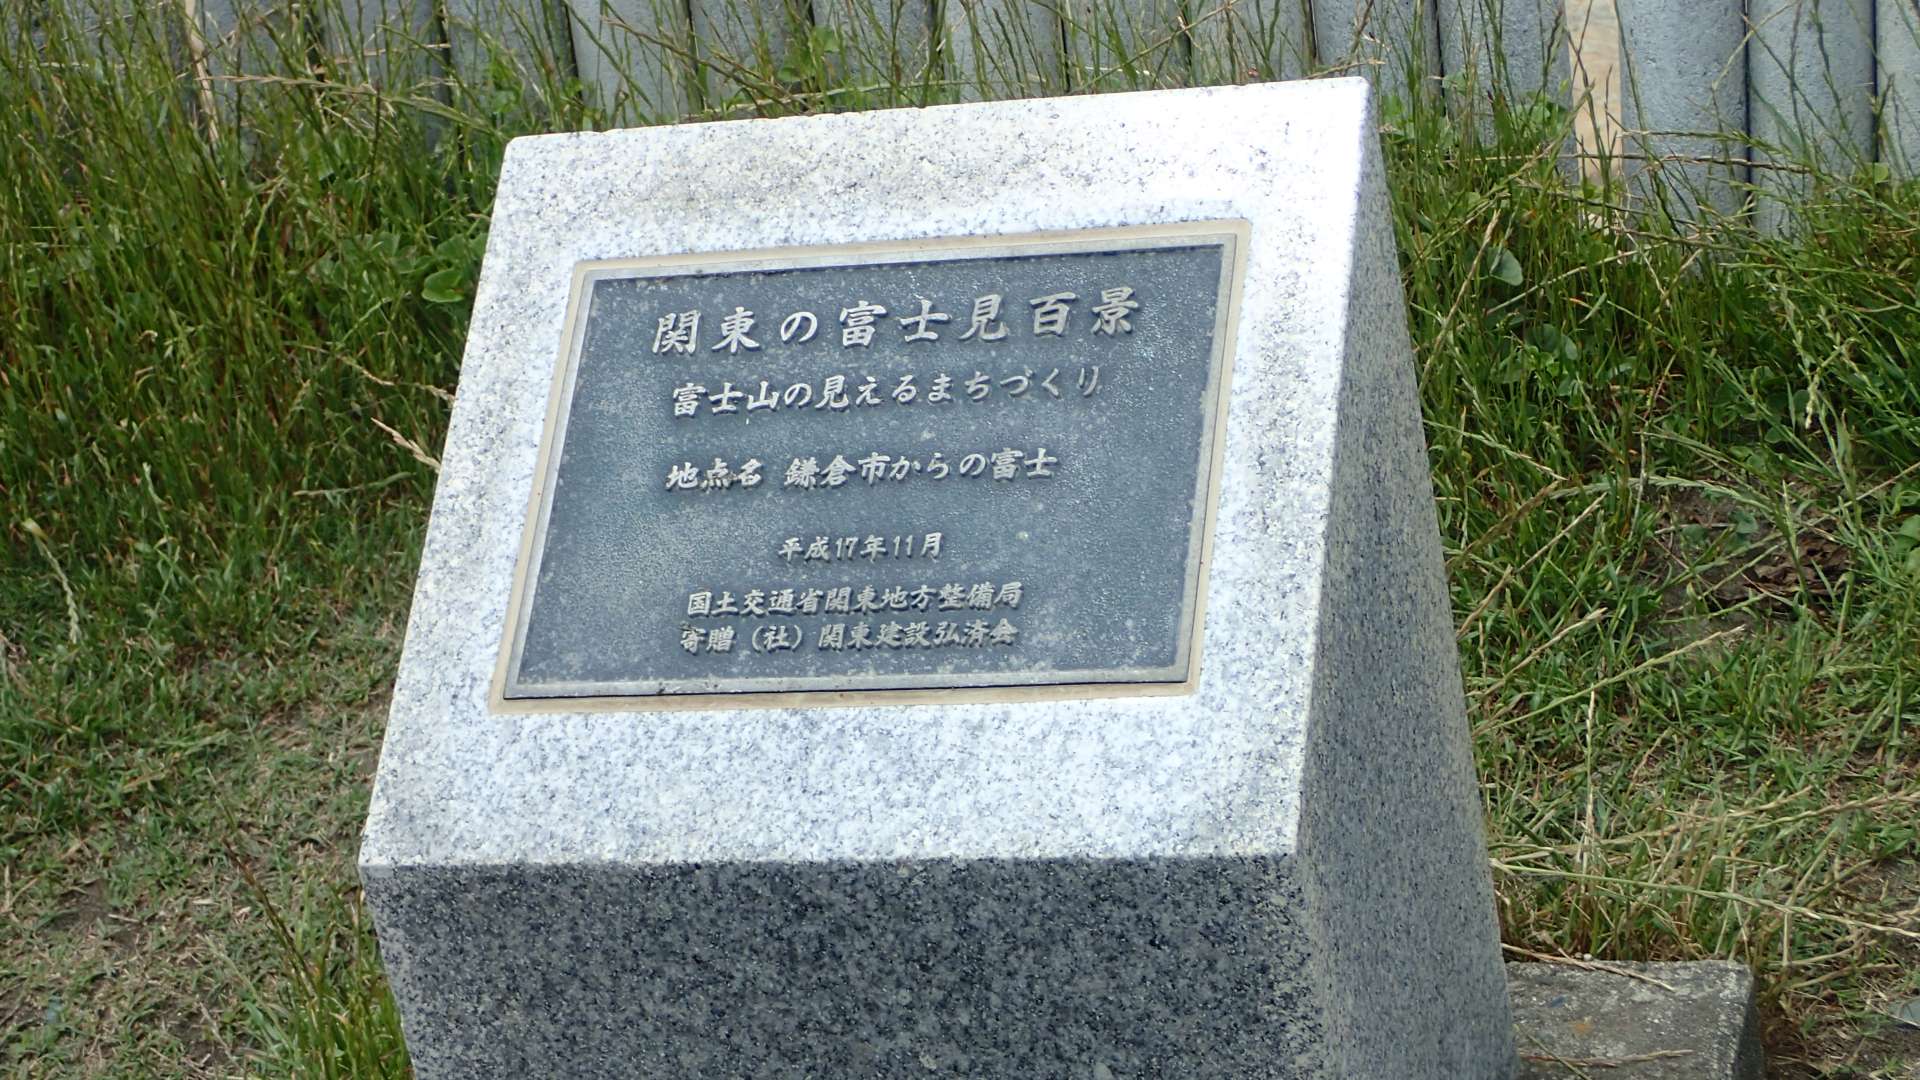 関東の富士見百景
富士山の見えるまちづくり
地点名 鎌倉市からの富士
平成17年11月
国土交通省関東地方整備局
寄贈（社）関東建設弘済会